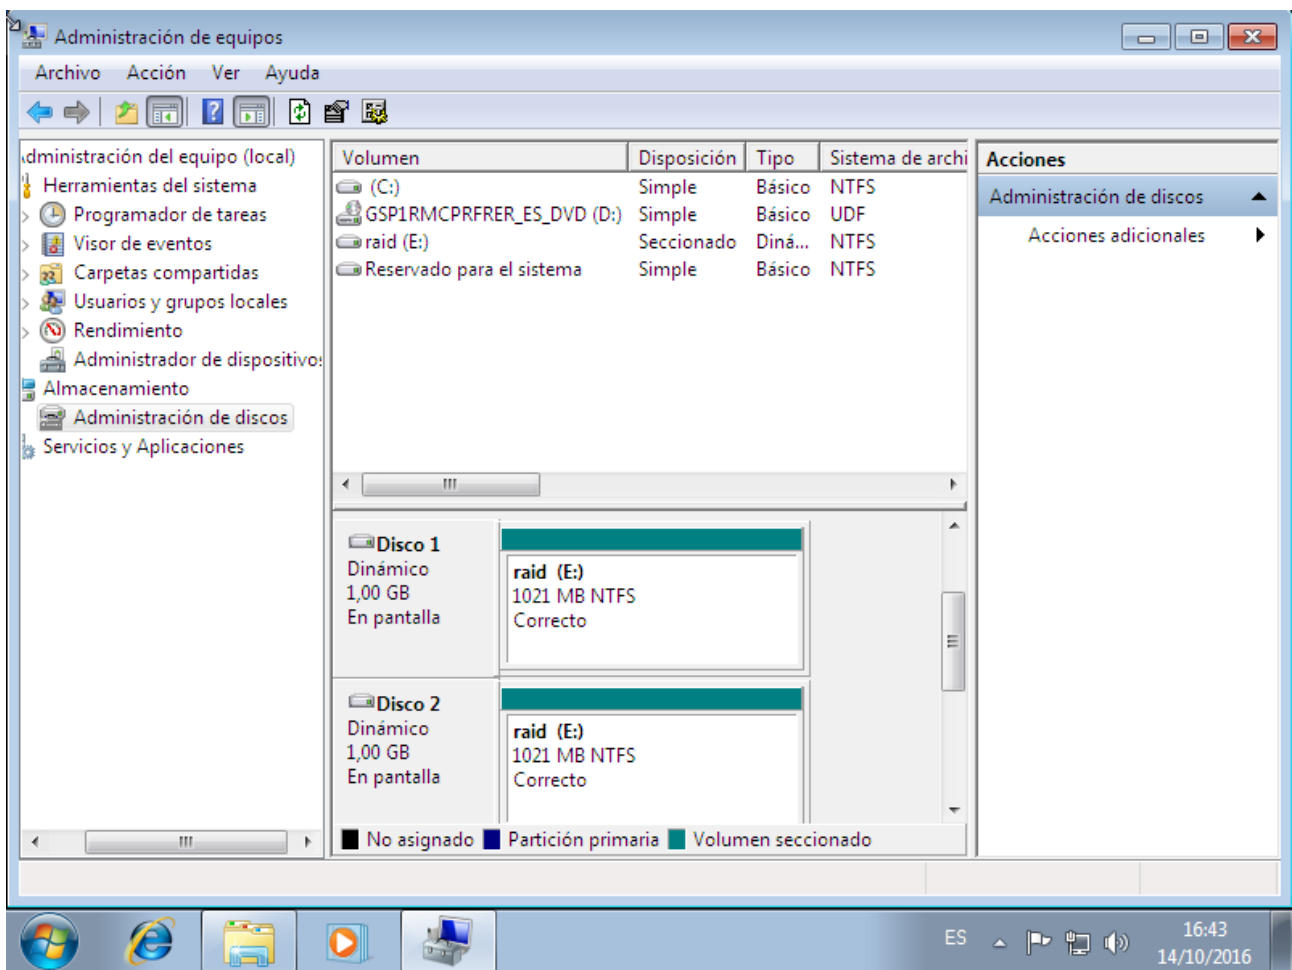 Administración de equipos
Archivo Acción Ver Ayuda
dministración del equipo (local)
Herramientas del sistema
Programador de tareas
Visor de eventos
Carpetas compartidas
Usuarios y grupos locales
Rendimiento
Administrador de dispositivo
Almacenamiento
Administración de discos
Servicios y Aplicaciones
Volumen Disposición Tipo Sistema de archi
(C:) Simple Básico NTFS
GSP1RMCPRFRER_ES_DVD (D:) Simple Básico UDF
raid (E:) Seccionado Diná... NTFS
Reservado para el sistema Simple Básico NTFS
Disco 1
Dinámico
1,00 GB
En pantalla
raid (E:)
1021 MB NTFS
Correcto
Disco 2
Dinámico
1,00 GB
En pantalla
raid (E:)
1021 MB NTFS
Correcto
No asignado Partición primaria Volumen seccionado
Acciones
Administración de discos
Acciones adicionales
ES
16:43
14/10/2016